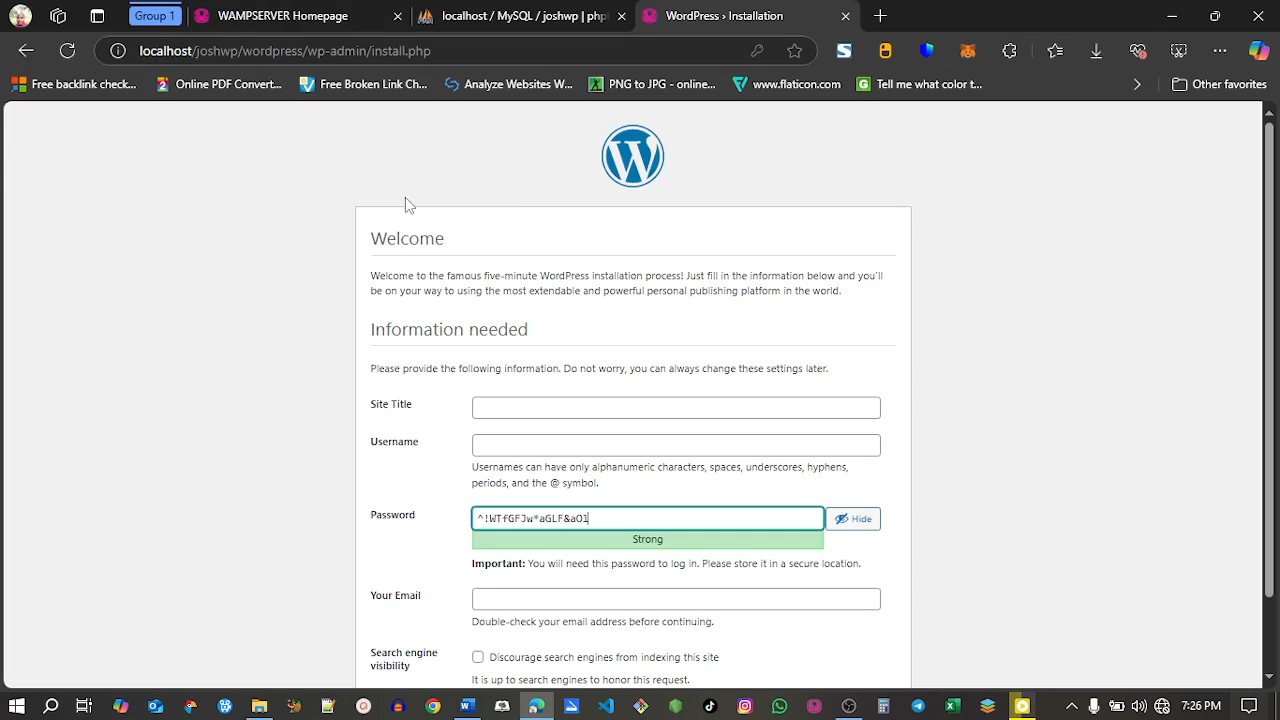 Group 1
WAMPSERVER Homepage
localhost / MySQL / joshwp | phpl
WordPress › Installation
localhost/joshwp/wordpress/wp-admin/install.php
Free backlink check...
Online PDF Convert...
Free Broken Link Ch...
Analyze Websites W...
PNG to JPG - online...
www.flaticon.com
Tell me what color t...
Other favorites
Welcome
Welcome to the famous five-minute WordPress installation process! Just fill in the information below and you'll
be on your way to using the most extendable and powerful personal publishing platform in the world.
Information needed
Please provide the following information. Do not worry, you can always change these settings later.
Site Title
Username
Usernames can have only alphanumeric characters, spaces, underscores, hyphens,
periods, and the @ symbol.
Password
^!WTfGFJw*aGLF&aO1
Hide
Strong
Important: You will need this password to log in. Please store it in a secure location.
Your Email
Double-check your email address before continuing.
Search engine
visibility
Discourage search engines from indexing this site
It is up to search engines to honor this request.
7:26 PM